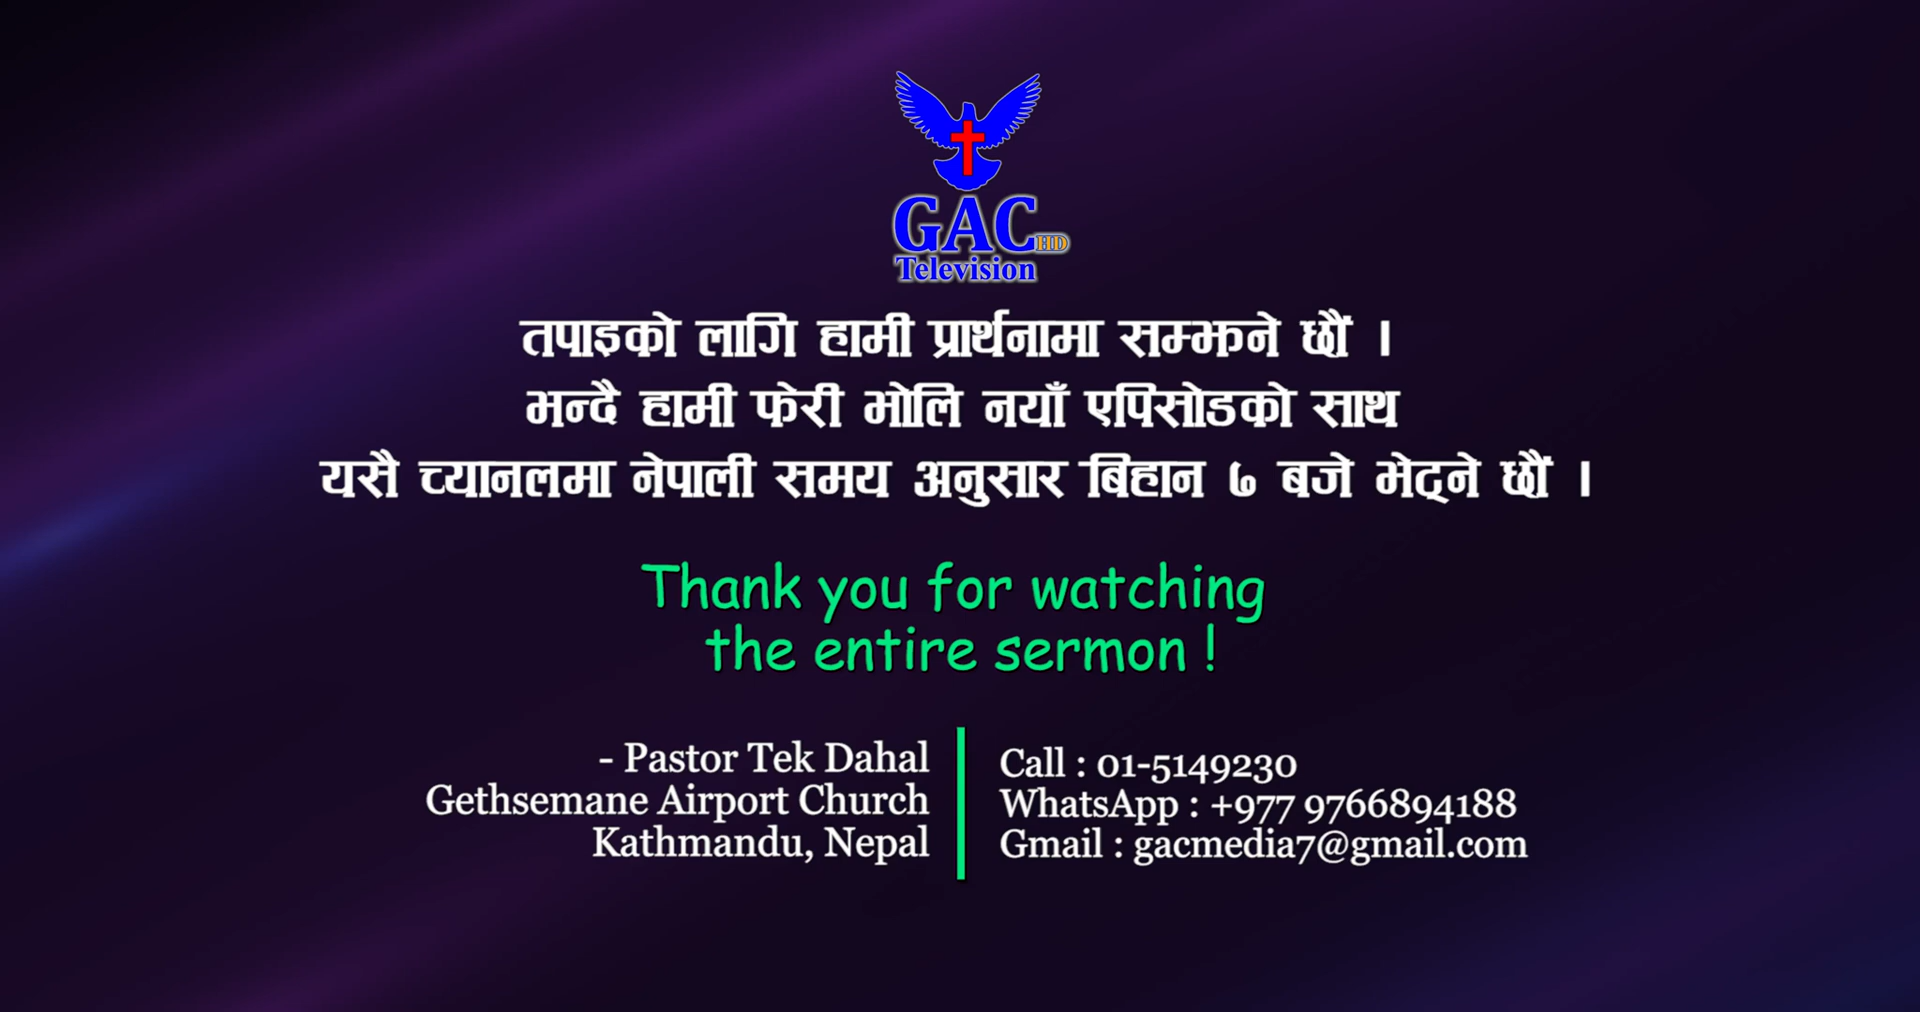 GAC HD
Television
तपाइको लागि हामी प्रार्थनामा सम्झने छौं ।
भन्दै हामी फेरी भोलि नयाँ एपिसोडको साथ
यसै च्यानलमा नेपाली समय अनुसार बिहान ७ बजे भेट्ने छौं ।
Thank you for watching
the entire sermon !
- Pastor Tek Dahal
Gethsemane Airport Church
Kathmandu, Nepal
Call : 01-5149230
WhatsApp : +977 9766894188
Gmail : gacmedia7@gmail.com